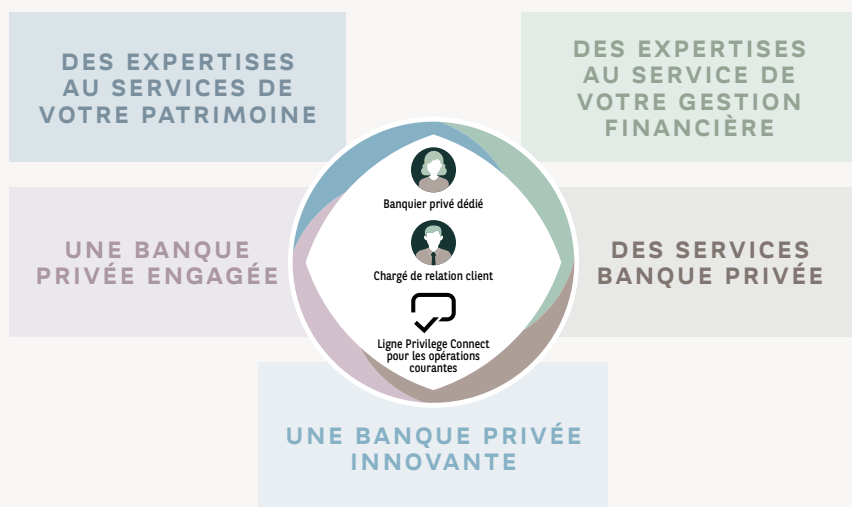 DES EXPERTISES
AU SERVICES DE
VOTRE PATRIMOINE
DES EXPERTISES
AU SERVICE DE
VOTRE GESTION
FINANCIÈRE
UNE BANQUE
PRIVÉE ENGAGÉE
Banquier privé dédié
Chargé de relation client
Ligne Privilege Connect
pour les opérations
courantes
DES SERVICES
BANQUE PRIVÉE
UNE BANQUE PRIVÉE
INNOVANTE